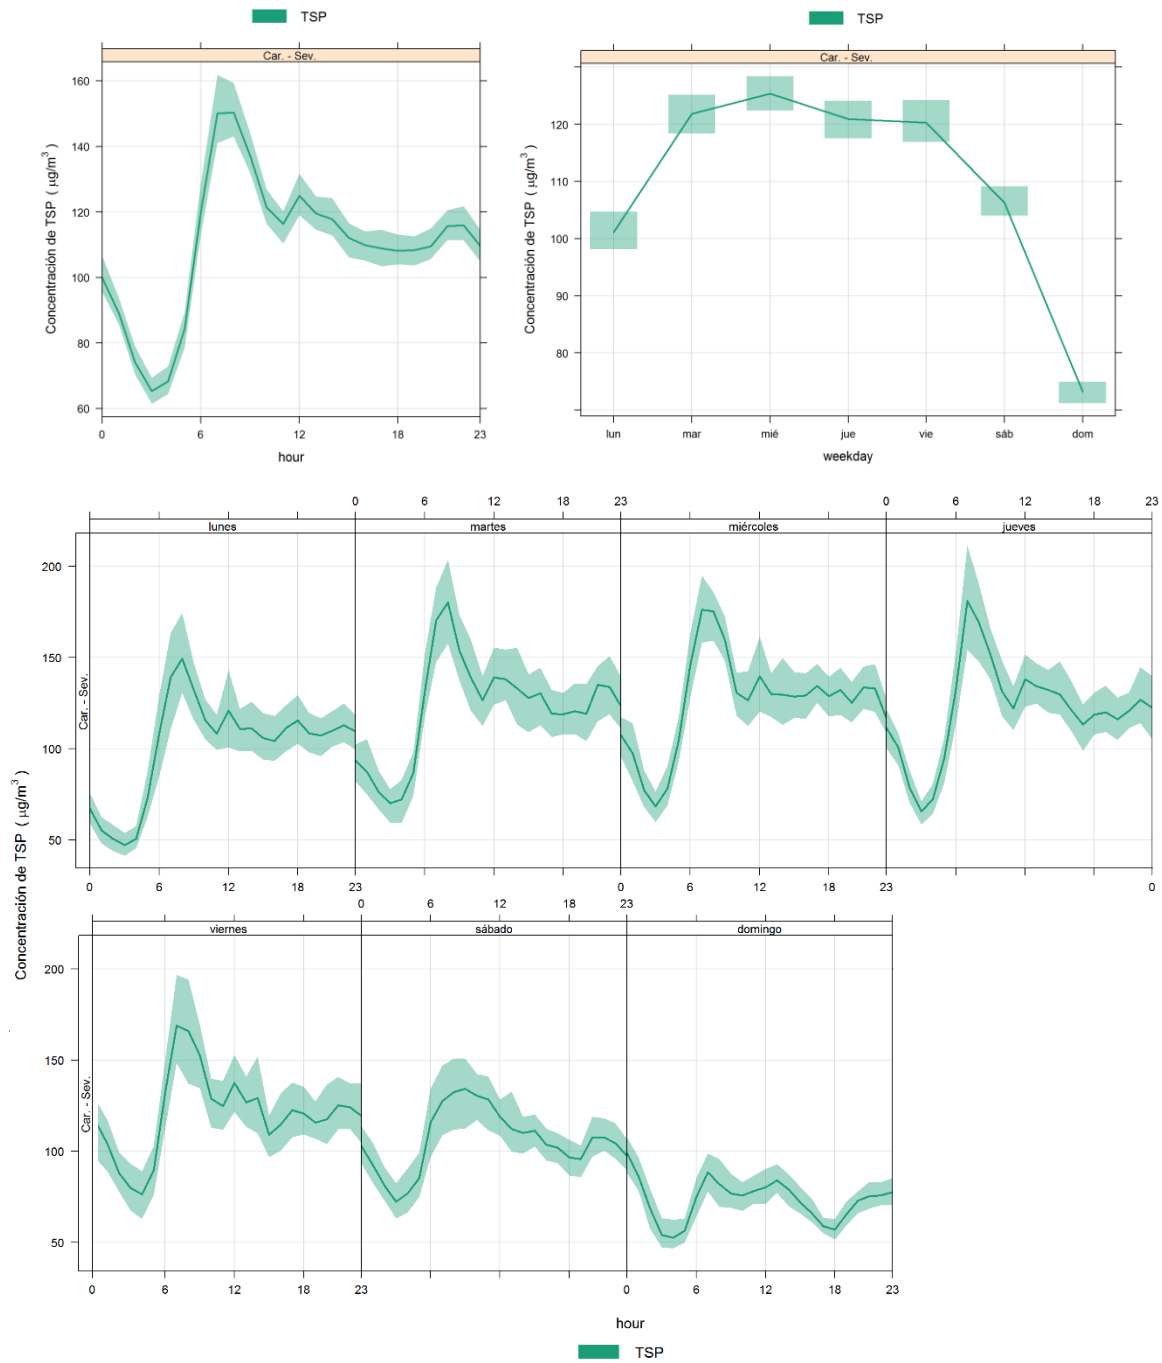 TSP
Car. - Sev.
Concentración de TSP ( µg/m³ )
160
140
120
100
80
60
0 6 12 18 23
hour
TSP
Car. - Sev.
Concentración de TSP ( µg/m³ )
120
110
100
90
80
lun mar mié jue vie sáb dom
weekday
0 6 12 18 23 0 6 12 18 23
lunes martes miércoles jueves
Car. - Sev.
200
150
100
50
0 6 12 18 23 0 6 12 18 23 0
Concentración de TSP ( µg/m³ )
0 6 12 18 23
viernes sábado domingo
Car. - Sev.
200
150
100
50
0 6 12 18 23 0 6 12 18 23
hour
TSP